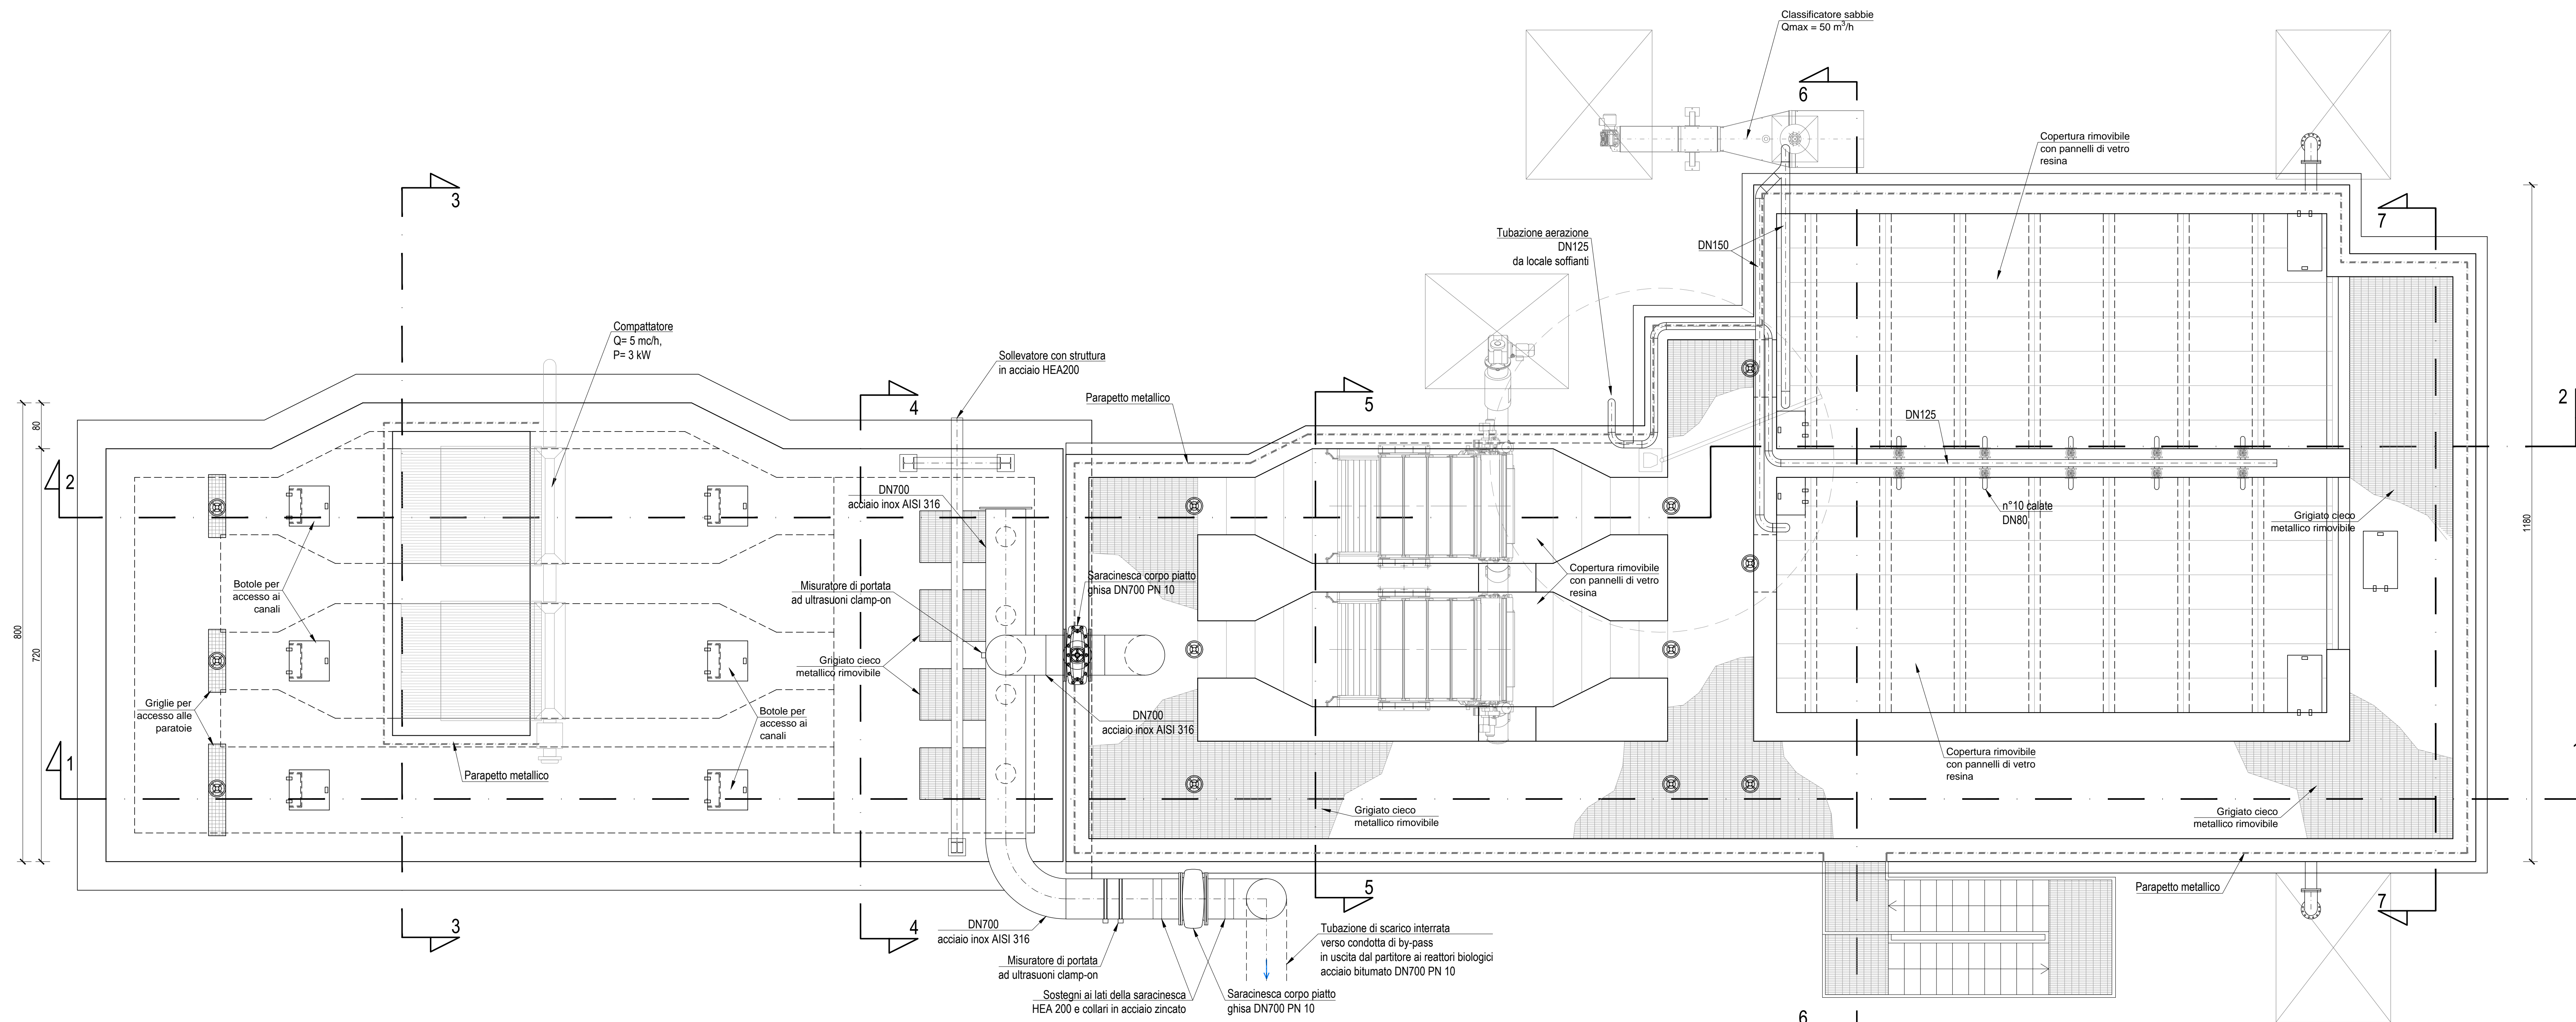 Classificatore sabbie
Qmax = 50 m³/h
6
Copertura rimovibile
con pannelli di vetro
resina
3
7
Tubazione aerazione
DN125
da locale soffianti
DN150
Compattatore
Q= 5 mc/h,
P= 3 kW
Sollevatore con struttura
in acciaio HEA200
4
Parapetto metallico
5
2
80
DN125
2
DN700
acciaio inox AISI 316
n°10 calate
DN80
Grigiato cieco
metallico rimovibile
1180
Botole per
accesso ai
canali
Misuratore di portata
ad ultrasuoni clamp-on
Saracinesca corpo piatto
ghisa DN700 PN 10
Copertura rimovibile
con pannelli di vetro
resina
800
720
Grigiato cieco
metallico rimovibile
Griglie per
accesso alle
paratoie
Botole per
accesso ai
canali
DN700
acciaio inox AISI 316
Copertura rimovibile
con pannelli di vetro
resina
1
Parapetto metallico
Grigiato cieco
metallico rimovibile
Grigiato cieco
metallico rimovibile
Parapetto metallico
5
7
3
4
DN700
acciaio inox AISI 316
Tubazione di scarico interrata
verso condotta di by-pass
in uscita dal partitore ai reattori biologici
acciaio bitumato DN700 PN 10
Misuratore di portata
ad ultrasuoni clamp-on
Sostegni ai lati della saracinesca
HEA 200 e collari in acciaio zincato
Saracinesca corpo piatto
ghisa DN700 PN 10
6